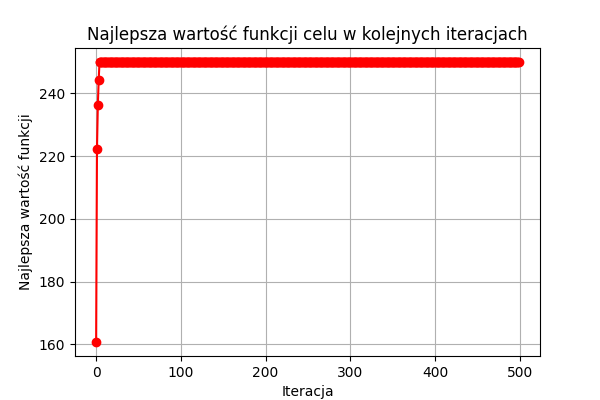 Najlepsza wartość funkcji celu w kolejnych iteracjach
Najlepsza wartość funkcji
240
220
200
180
160
0 100 200 300 400 500
Iteracja